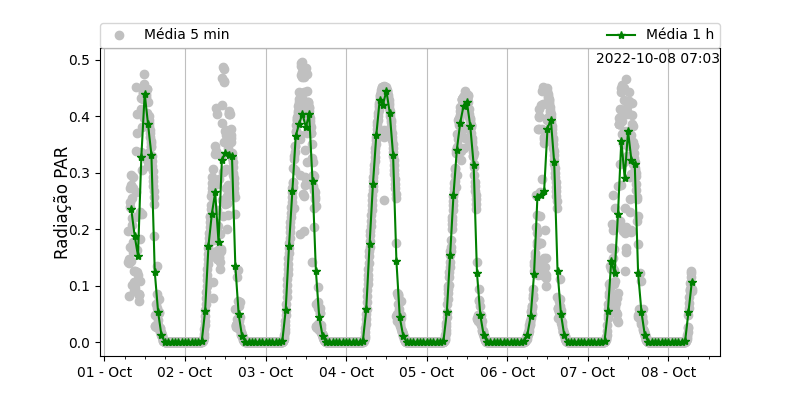 Média 5 min
Média 1 h
2022-10-08 07:03
Radiação PAR
0.5
0.4
0.3
0.2
0.1
0.0
01 - Oct
02 - Oct
03 - Oct
04 - Oct
05 - Oct
06 - Oct
07 - Oct
08 - Oct